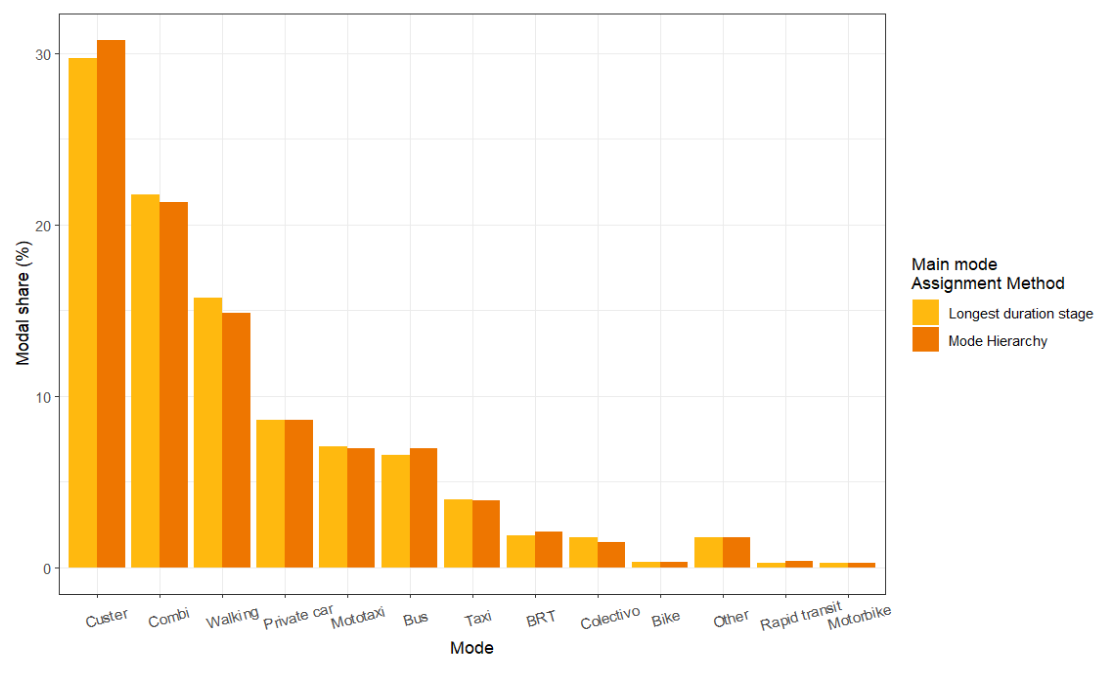 30
20
10
0
Modal share (%)
Custer
Combi
Walking
Private car
Mototaxi
Bus
Taxi
BRT
Colectivo
Bike
Other
Rapid transit
Motorbike
Mode
Main mode
Assignment Method
Longest duration stage
Mode Hierarchy